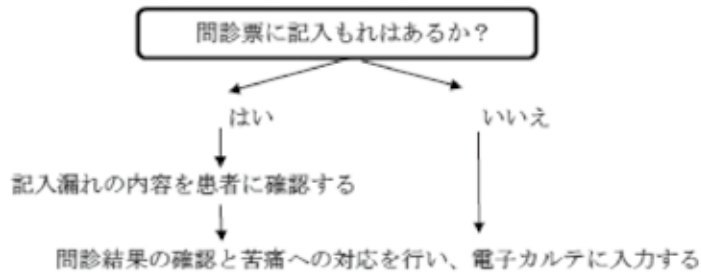 問診票に記入もれはあるか？
はい
いいえ
記入漏れの内容を患者に確認する
問診結果の確認と苦痛への対応を行い、電子カルテに入力する